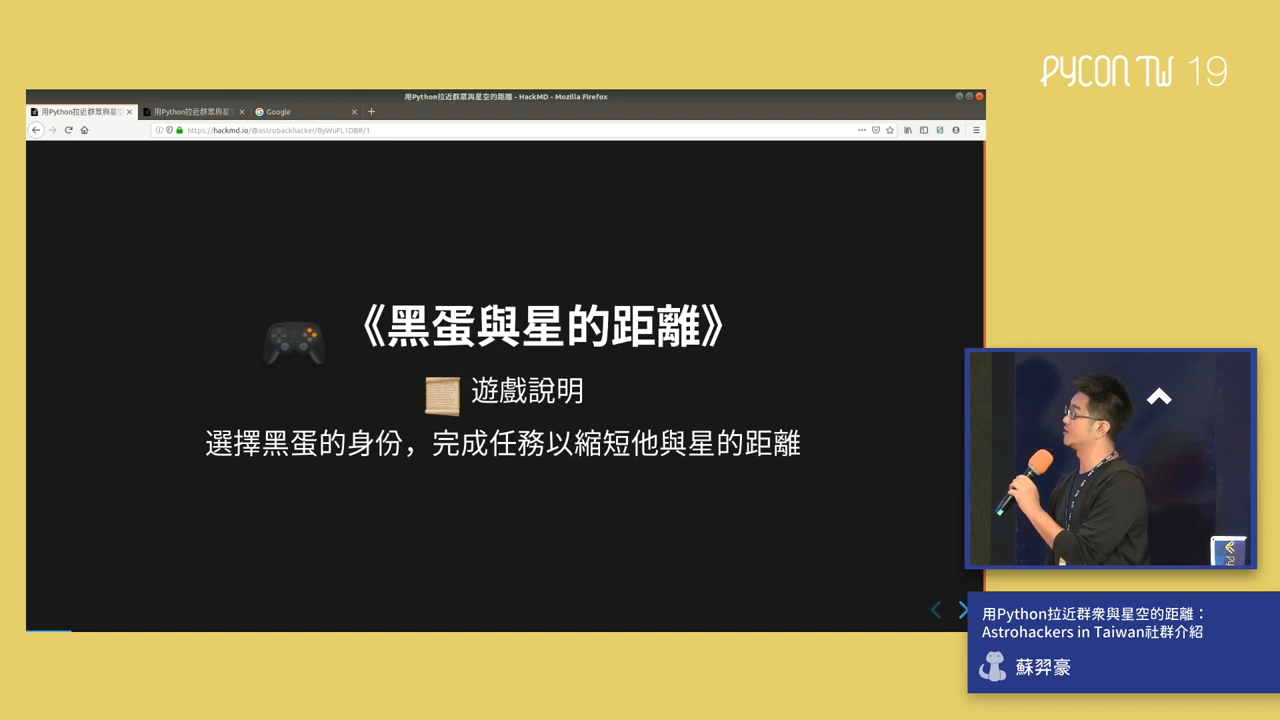 PYCON TW 19
用Python拉近群眾與星空的距離 - HackMD - Mozilla Firefox
用Python拉近群眾與星
用Python拉近群眾與星
Google
https://hackmd.io/@astrobackhacker/ByWuFL1DB#/1
《黑蛋與星的距離》
遊戲說明
選擇黑蛋的身份，完成任務以縮短他與星的距離
用Python拉近群眾與星空的距離：
Astrohackers in Taiwan社群介紹
蘇羿豪